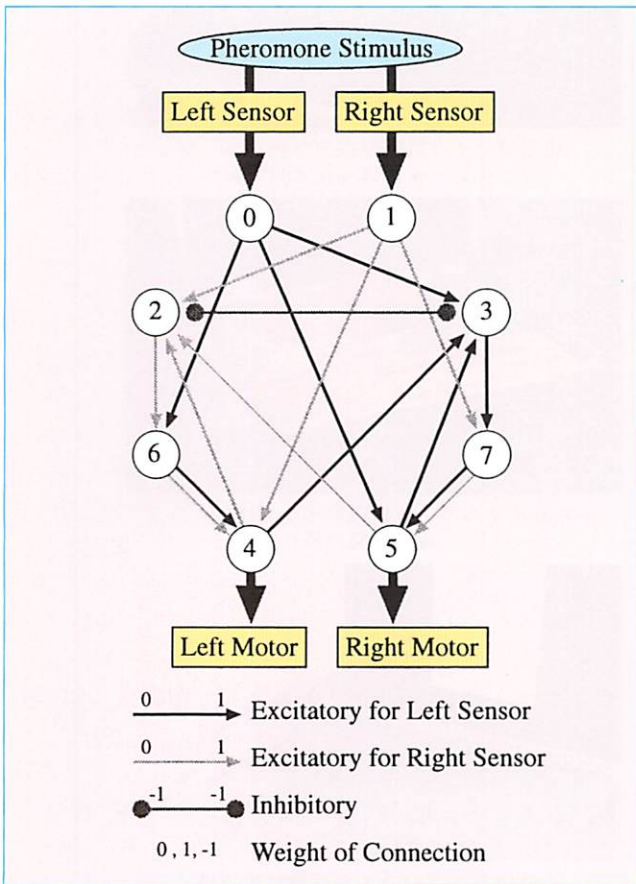 Pheromone Stimulus
Left Sensor Right Sensor
0 1
2 3
6 7
4 5
Left Motor Right Motor
0 1
Excitatory for Left Sensor
0 1
Excitatory for Right Sensor
-1 -1
Inhibitory
0 , 1, -1 Weight of Connection